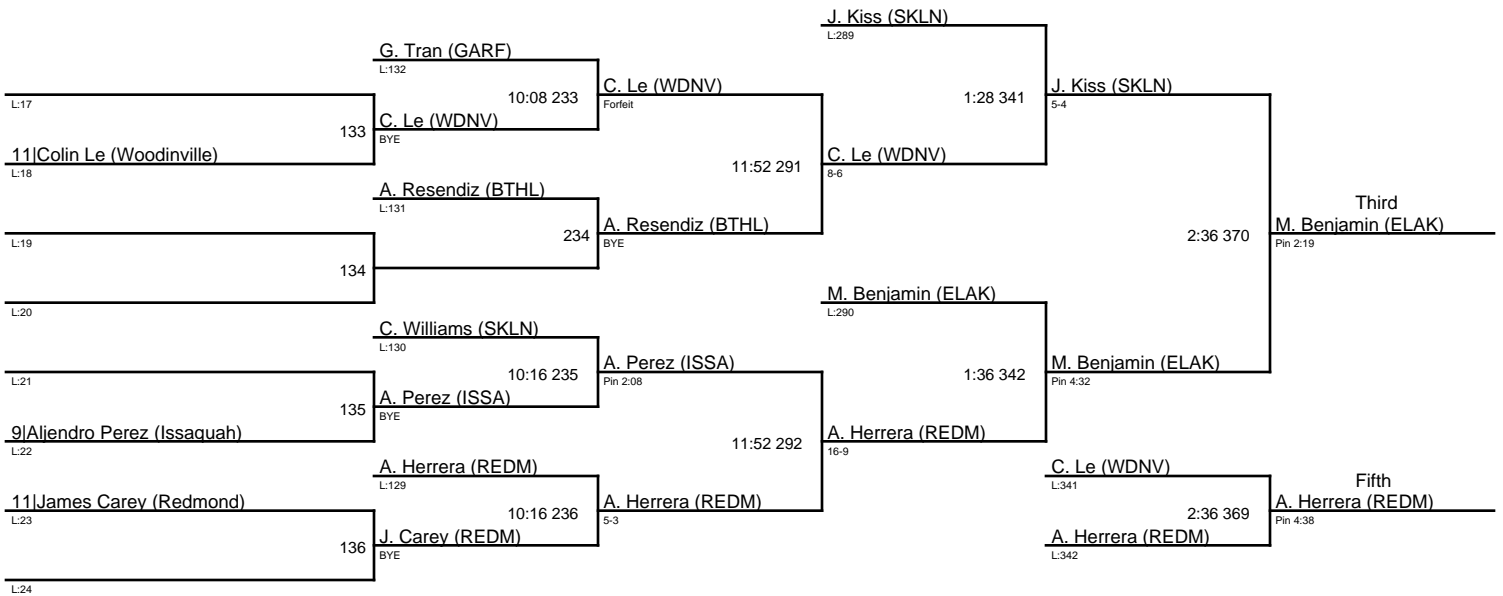 J. Kiss (SKLN)
L:289
G. Tran (GARF)
L:132
10:08 233
C. Le (WDNV)
Forfeit
1:28 341
J. Kiss (SKLN)
5-4
L:17
133
C. Le (WDNV)
BYE
11|Colin Le (Woodinville)
L:18
11:52 291
C. Le (WDNV)
8-6
A. Resendiz (BTHL)
L:131
Third
L:19
234
A. Resendiz (BTHL)
BYE
2:36 370
M. Benjamin (ELAK)
Pin 2:19
134
L:20
M. Benjamin (ELAK)
L:290
C. Williams (SKLN)
L:130
L:21
10:16 235
A. Perez (ISSA)
Pin 2:08
1:36 342
M. Benjamin (ELAK)
Pin 4:32
135
A. Perez (ISSA)
BYE
9|Aljendro Perez (Issaquah)
L:22
11:52 292
A. Herrera (REDM)
16-9
A. Herrera (REDM)
L:129
C. Le (WDNV)
L:341
Fifth
11|James Carey (Redmond)
L:23
10:16 236
A. Herrera (REDM)
5-3
2:36 369
A. Herrera (REDM)
Pin 4:38
136
J. Carey (REDM)
BYE
A. Herrera (REDM)
L:342
L:24